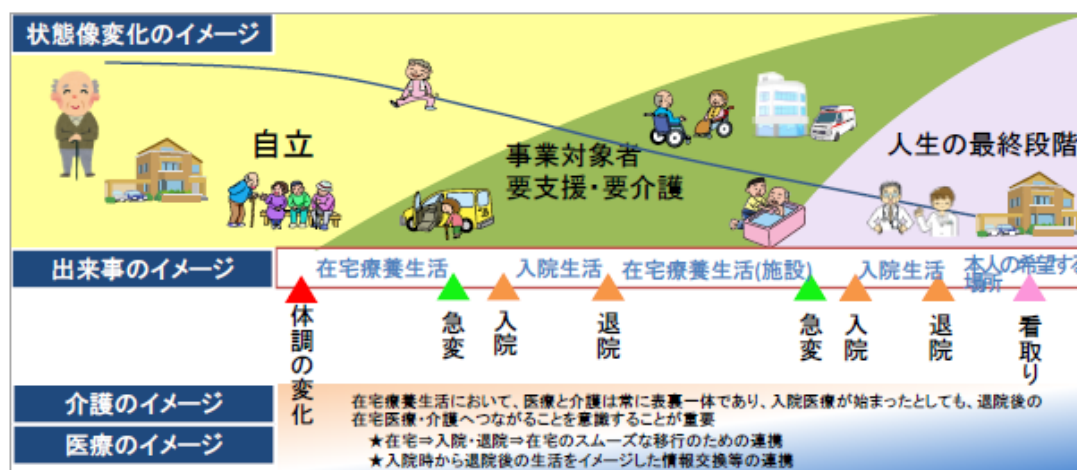 状態像変化のイメージ
自立
事業対象者
要支援・要介護
人生の最終段階
出来事のイメージ
在宅療養生活
入院生活
在宅療養生活(施設)
入院生活
本人の希望する
場所
体調の変化
急変
入院
退院
急変
入院
退院
看取り
介護のイメージ
医療のイメージ
在宅療養生活において、医療と介護は常に表裏一体であり、入院医療が始まったとしても、退院後の
在宅医療・介護へつながることを意識することが重要
★在宅⇒入院・退院⇒在宅のスムーズな移行のための連携
★入院時から退院後の生活をイメージした情報交換等の連携